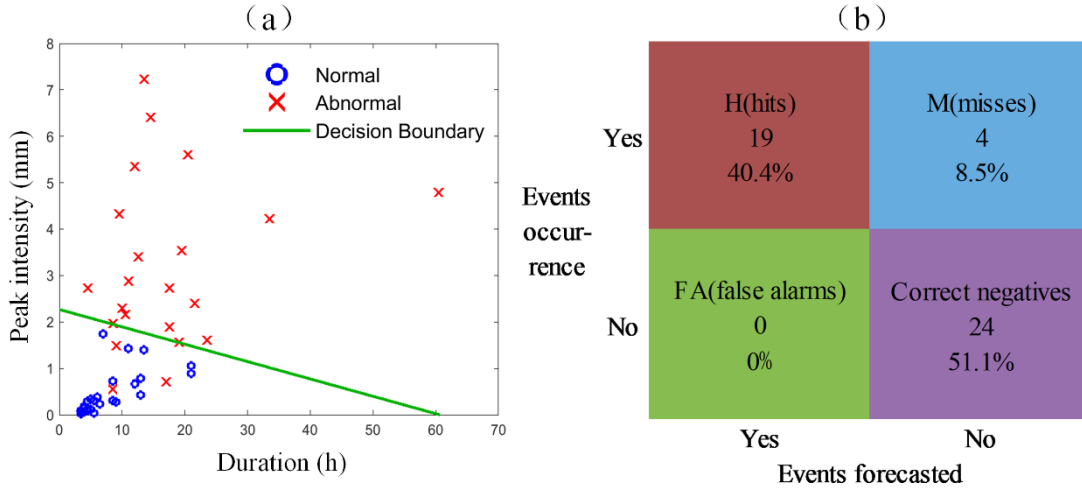 (a)
8
7
6
5
4
3
2
1
0
0 10 20 30 40 50 60 70
Peak intensity (mm)
Duration (h)
Normal
Abnormal
Decision Boundary
(b)
Events
occur-
rence
Yes
No
H(hits)
19
40.4%
M(misses)
4
8.5%
FA(false alarms)
0
0%
Correct negatives
24
51.1%
Yes No
Events forecasted